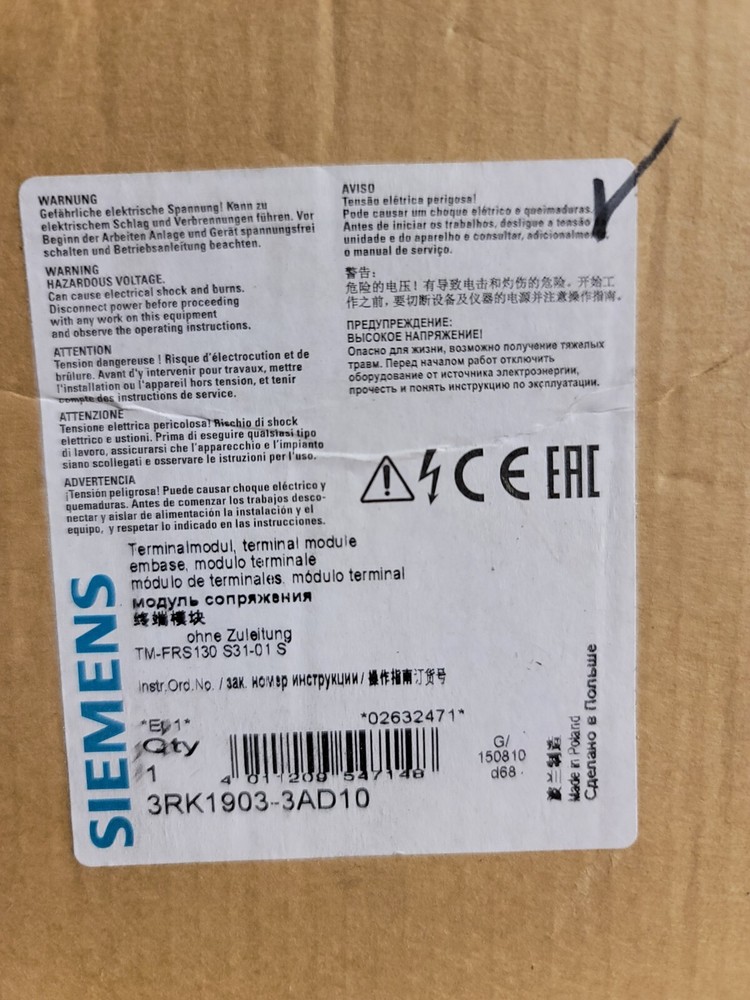 WARNUNG
Gefährliche elektrische Spannung! Kann zu
elektrischem Schlag und Verbrennungen führen. Vor
Beginn der Arbeiten Anlage und Gerät spannungsfrei
schalten und Betriebsanleitung beachten.
WARNING
HAZARDOUS VOLTAGE.
Can cause electrical shock and burns.
Disconnect power before proceeding
with any work on this equipment
and observe the operating instructions.
ATTENTION
Tension dangereuse ! Risque d'électrocution et de
brûlure. Avant d'y intervenir pour travaux, mettre
l'installation ou l'appareil hors tension, et tenir
compte des instructions de service.
ATTENZIONE
Tensione elettrica pericolosa! Rischio di shock
elettrico e ustioni. Prima di eseguire qualsiasi tipo
di lavoro, assicurarsi che l'apparecchio e l'impianto
siano scollegati e osservare le istruzioni per l'uso.
ADVERTENCIA
¡Tensión peligrosa! Puede causar choque eléctrico y
quemaduras. Antes de comenzar los trabajos desco-
nectar y aislar de alimentación la instalación y el
equipo, y respetar lo indicado en las instrucciones.
AVISO
Tensão elétrica perigosa!
Pode causar um choque elétrico e queimaduras.
Antes de iniciar os trabalhos, desligue a tensão
unidade e do aparelho e consultar, adicionalmen
o manual de serviço.
警告:
危险的电压! 有导致电击和灼伤的危险。开始工
作之前, 要切断设备及仪器的电源并注意操作指南。
ПРЕДУПРЕЖДЕНИЕ:
ВЫСОКОЕ НАПРЯЖЕНИЕ!
Опасно для жизни, возможно получение тяжелых
травм. Перед началом работ отключить
оборудование от источника электроэнергии,
прочесть и понять инструкцию по эксплуатации.
CE EAC
Terminalmodul, terminal module
embase, modulo terminale
módulo de terminales, módulo terminal
модуль сопряжения
终端模块
ohne Zuleitung
TM-FRS130 S31-01 S
Instr.Ord.No. / зак. номер инструкции / 操作指南订货号
*02632471*
Qty
1
4 011209 547148
3RK1903-3AD10
G/
150810
d68
波兰制造
Made in Poland
Сделано в Польше
SIEMENS